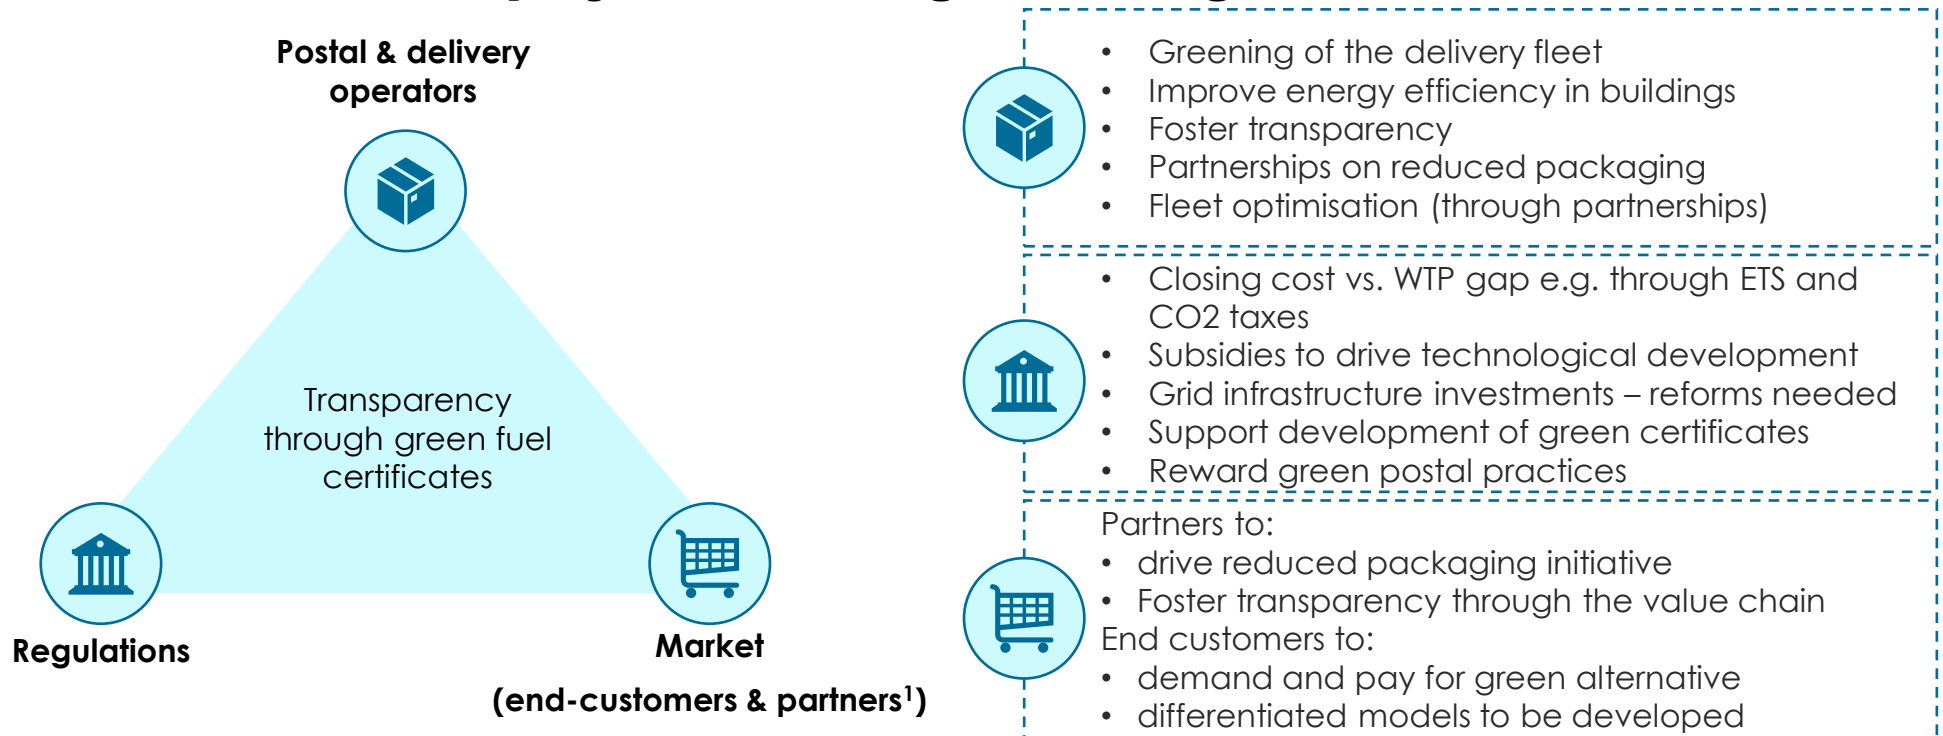 Postal & delivery
operators
Transparency
through green fuel
certificates
Regulations
Market
(end-customers & partners¹)
• Greening of the delivery fleet
• Improve energy efficiency in buildings
• Foster transparency
• Partnerships on reduced packaging
• Fleet optimisation (through partnerships)
• Closing cost vs. WTP gap e.g. through ETS and
CO2 taxes
• Subsidies to drive technological development
• Grid infrastructure investments – reforms needed
• Support development of green certificates
• Reward green postal practices
Partners to:
• drive reduced packaging initiative
• Foster transparency through the value chain
End customers to:
• demand and pay for green alternative
• differentiated models to be developed